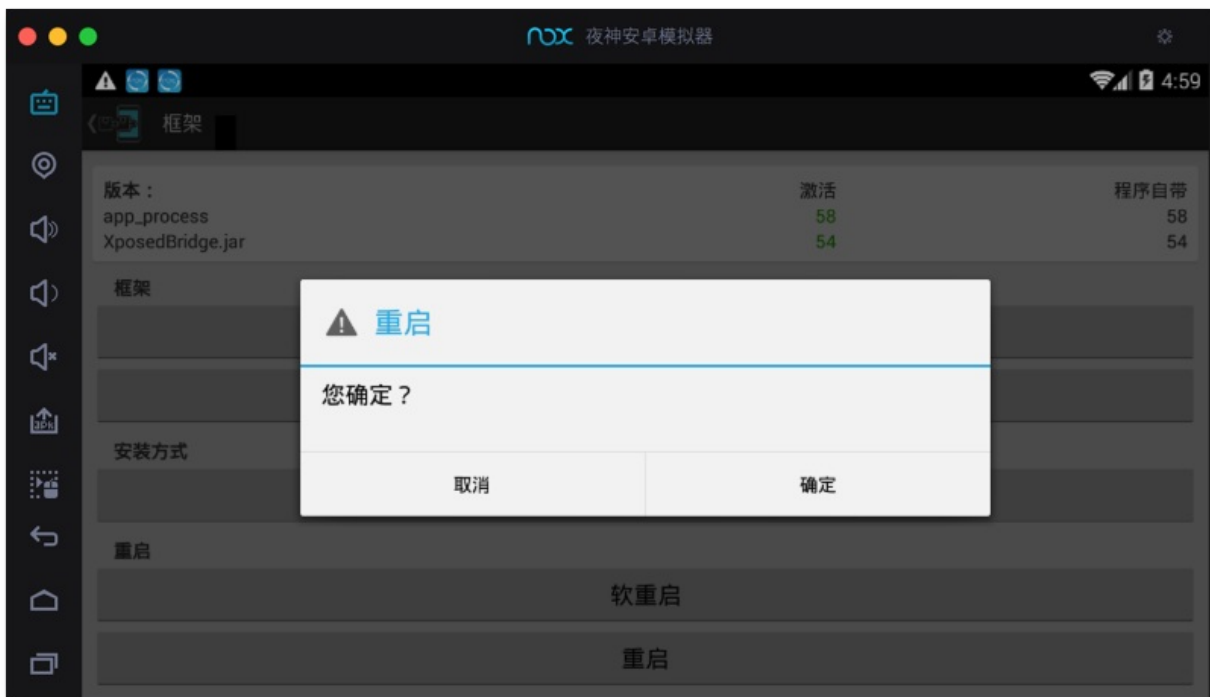 nox 夜神安卓模拟器
4:59
框架
版本： 激活 程序自带
app_process 58 58
XposedBridge.jar 54 54
框架
重启
您确定？
取消 确定
安装方式
重启
软重启
重启